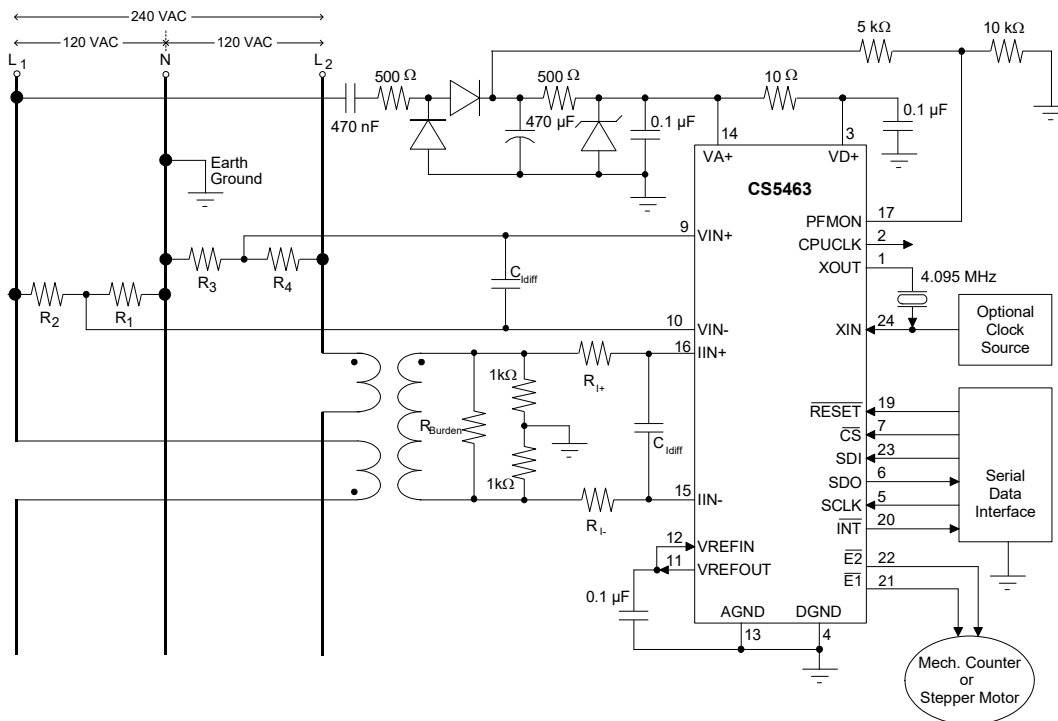 240 VAC
120 VAC
120 VAC
L1
N
L2
5 kΩ
10 kΩ
500 Ω
500 Ω
10 Ω
470 nF
470 µF
0.1 µF
0.1 µF
14
3
VA+
VD+
Earth
Ground
CS5463
PFMON
17
CPUCLK
2
XOUT
1
4.095 MHz
XIN
24
Optional
Clock
Source
9
VIN+
R3
R4
CIdiff
R2
R1
10
VIN-
16
IIN+
1kΩ
RI+
RBurden
CIdiff
1kΩ
15
IIN-
RI-
RESET
19
CS
7
SDI
23
SDO
6
SCLK
5
INT
20
Serial
Data
Interface
12
VREFIN
11
VREFOUT
E2
22
E1
21
0.1 µF
AGND
DGND
13
4
Mech. Counter
or
Stepper Motor